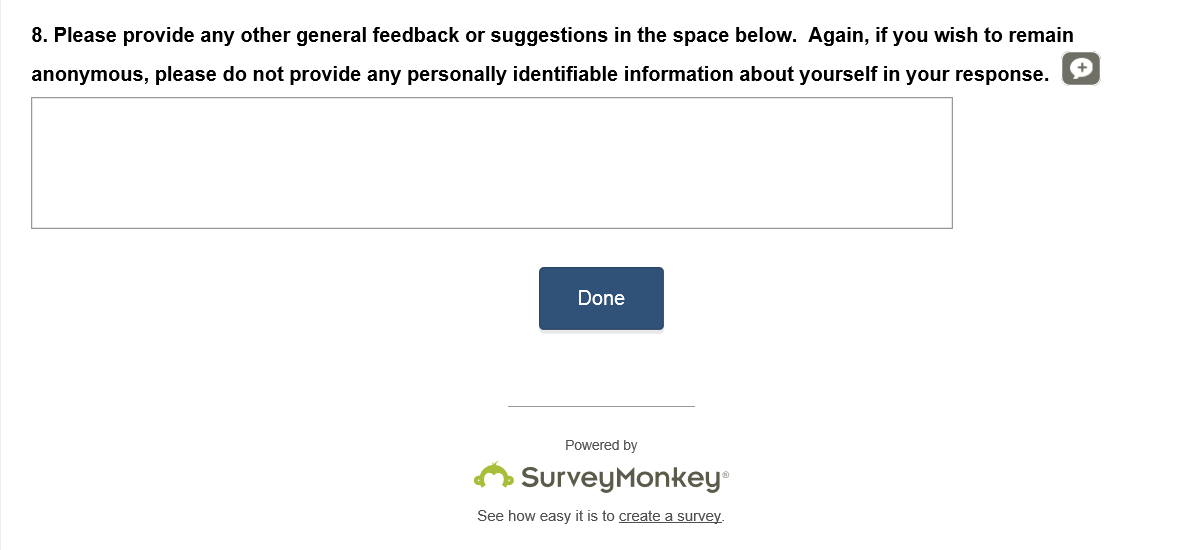 8. Please provide any other general feedback or suggestions in the space below.  Again, if you wish to remain
anonymous, please do not provide any personally identifiable information about yourself in your response.
Done
Powered by
SurveyMonkey®
See how easy it is to create a survey.